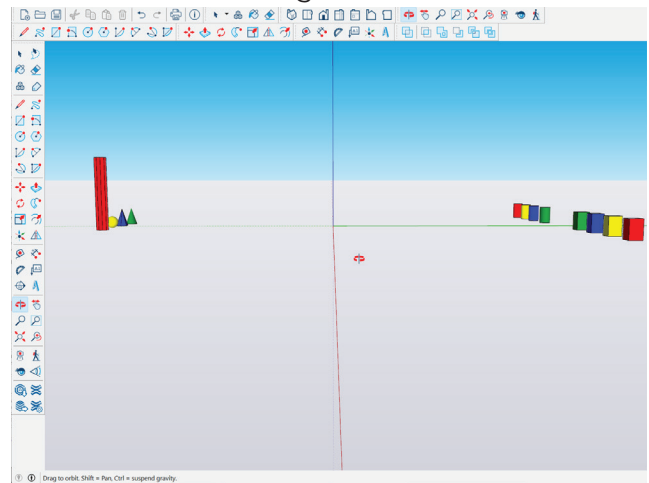 Drag to orbit. Shift = Pan, Ctrl = suspend gravity.